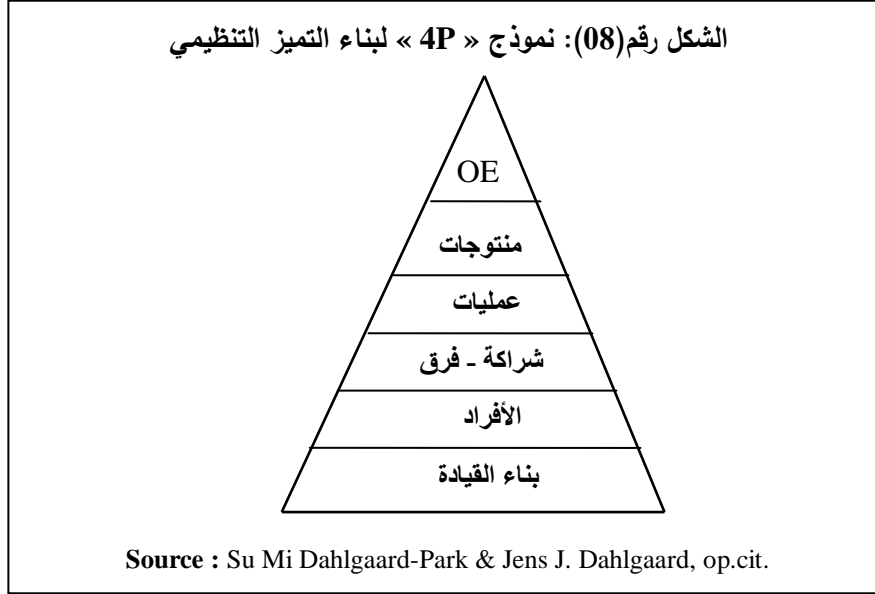 الشكل رقم(08): نموذج « 4P » لبناء التميز التنظيمي
OE
منتوجات
عمليات
شراكة - فرق
الأفراد
بناء القيادة
Source : Su Mi Dahlgaard-Park & Jens J. Dahlgaard, op.cit.